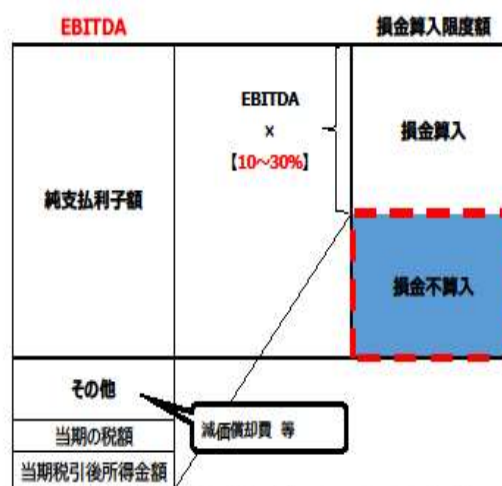 EBITDA
損金算入限度額
EBITDA
×
【10～30%】
損金算入
純支払利子額
損金不算入
その他
減価償却費 等
当期の税額
当期税引後所得金額